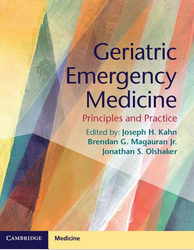 Geriatric
Emergency
Medicine
Principles and Practice
Edited by: Joseph H. Kahn
Brendan G. Magauran Jr.
Jonathan S. Olshaker
CAMBRIDGE
Medicine